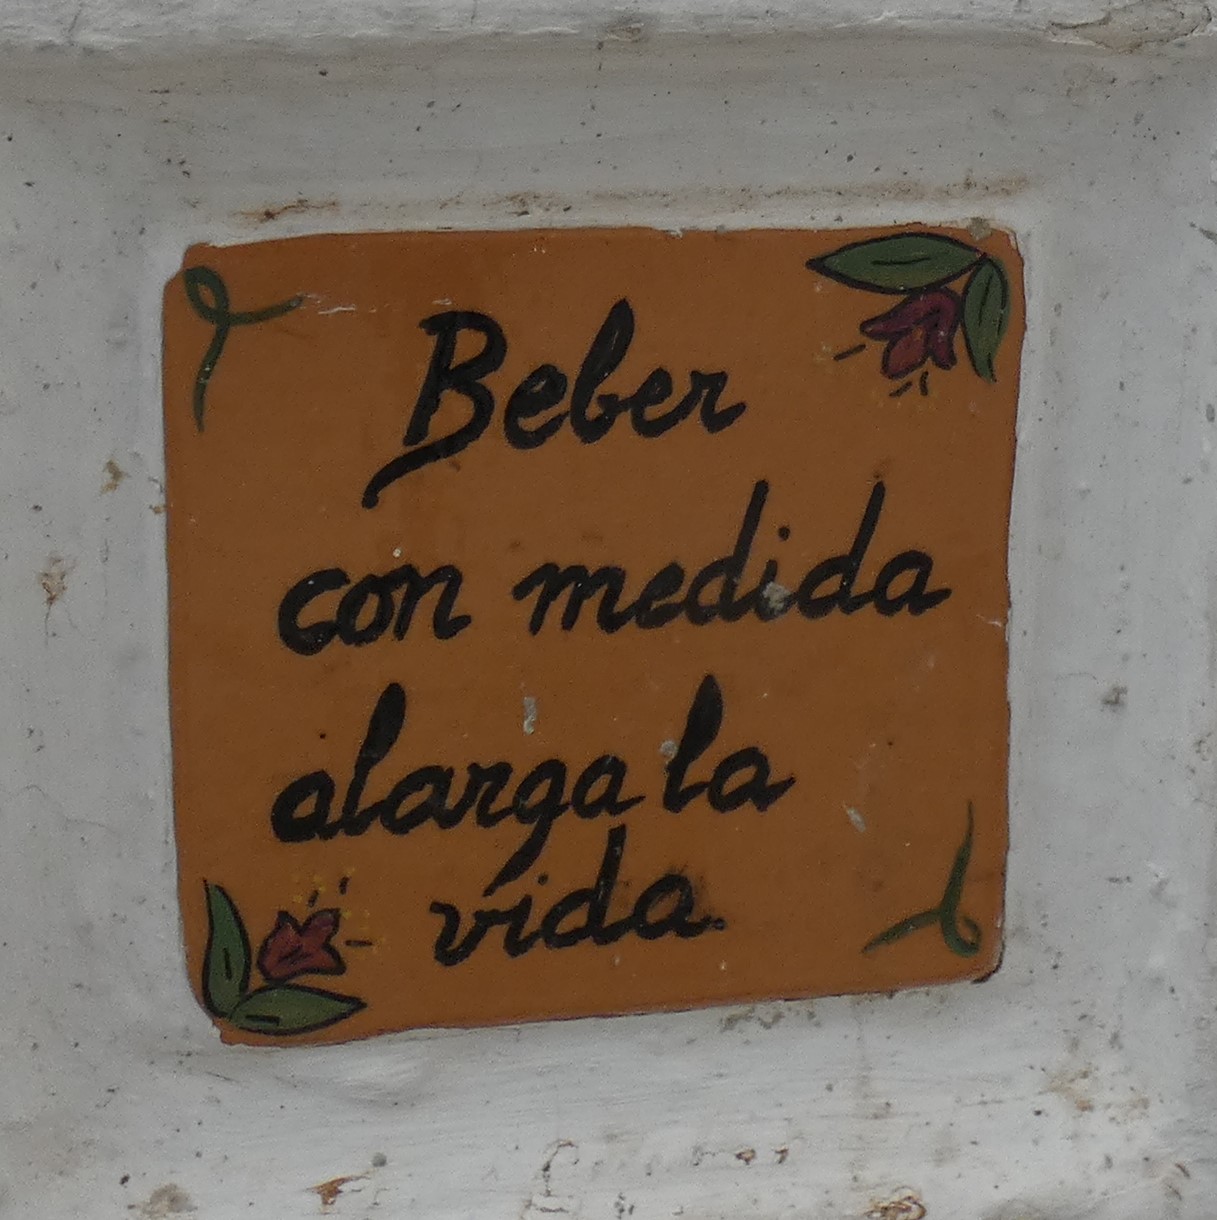 Beber
con medida
alarga la
vida.